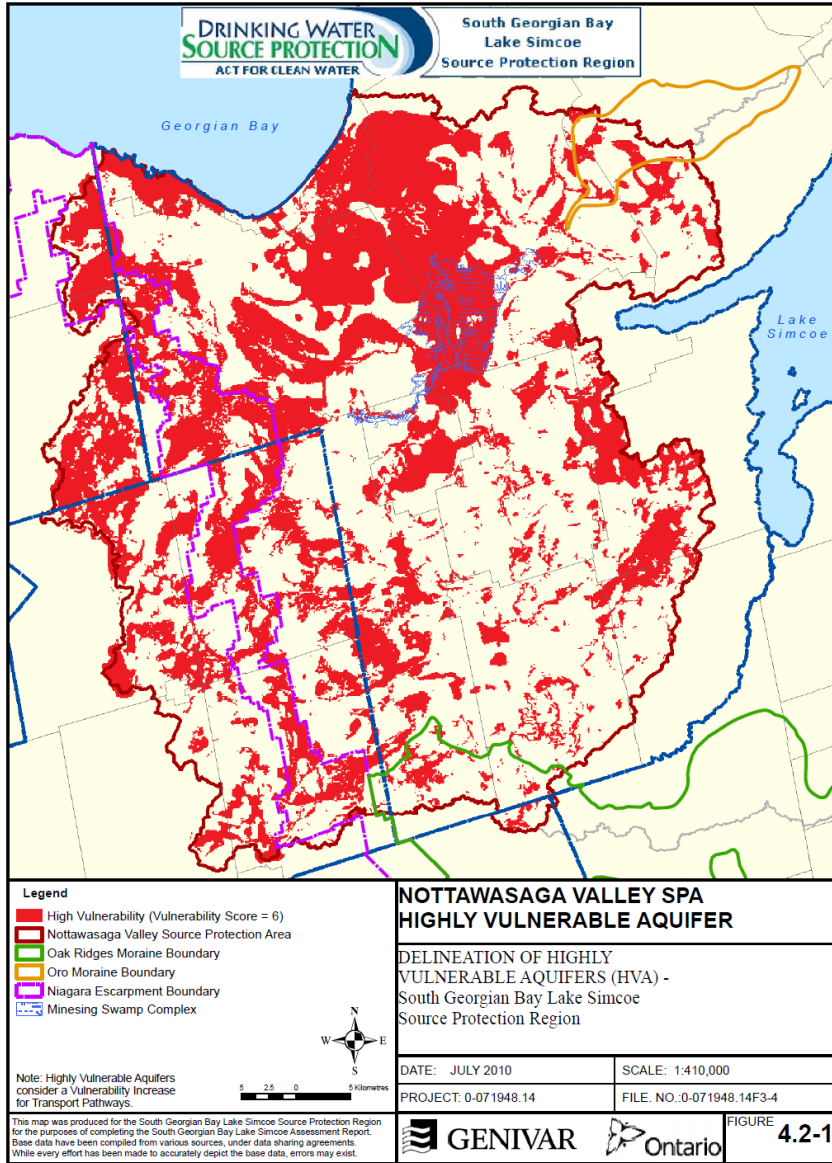 DRINKING WATER
SOURCE PROTECTION
ACT FOR CLEAN WATER
South Georgian Bay
Lake Simcoe
Source Protection Region
Georgian Bay
Lake
Simcoe
Legend
High Vulnerability (Vulnerability Score = 6)
Nottawasaga Valley Source Protection Area
Oak Ridges Moraine Boundary
Oro Moraine Boundary
Niagara Escarpment Boundary
Minesing Swamp Complex
N
W E
S
Note: Highly Vulnerable Aquifers
consider a Vulnerability Increase
for Transport Pathways.
5 2.5 0 5 Kilometres
This map was produced for the South Georgian Bay Lake Simcoe Source Protection Region
for the purposes of completing the South Georgian Bay Lake Simcoe Assessment Report.
Base data have been compiled from various sources, under data sharing agreements.
While every effort has been made to accurately depict the base data, errors may exist.
NOTTAWASAGA VALLEY SPA
HIGHLY VULNERABLE AQUIFER
DELINEATION OF HIGHLY
VULNERABLE AQUIFERS (HVA) -
South Georgian Bay Lake Simcoe
Source Protection Region
DATE: JULY 2010
SCALE: 1:410,000
PROJECT: 0-071948.14
FILE. NO.:0-071948.14F3-4
GENIVAR
Ontario
FIGURE
4.2-1